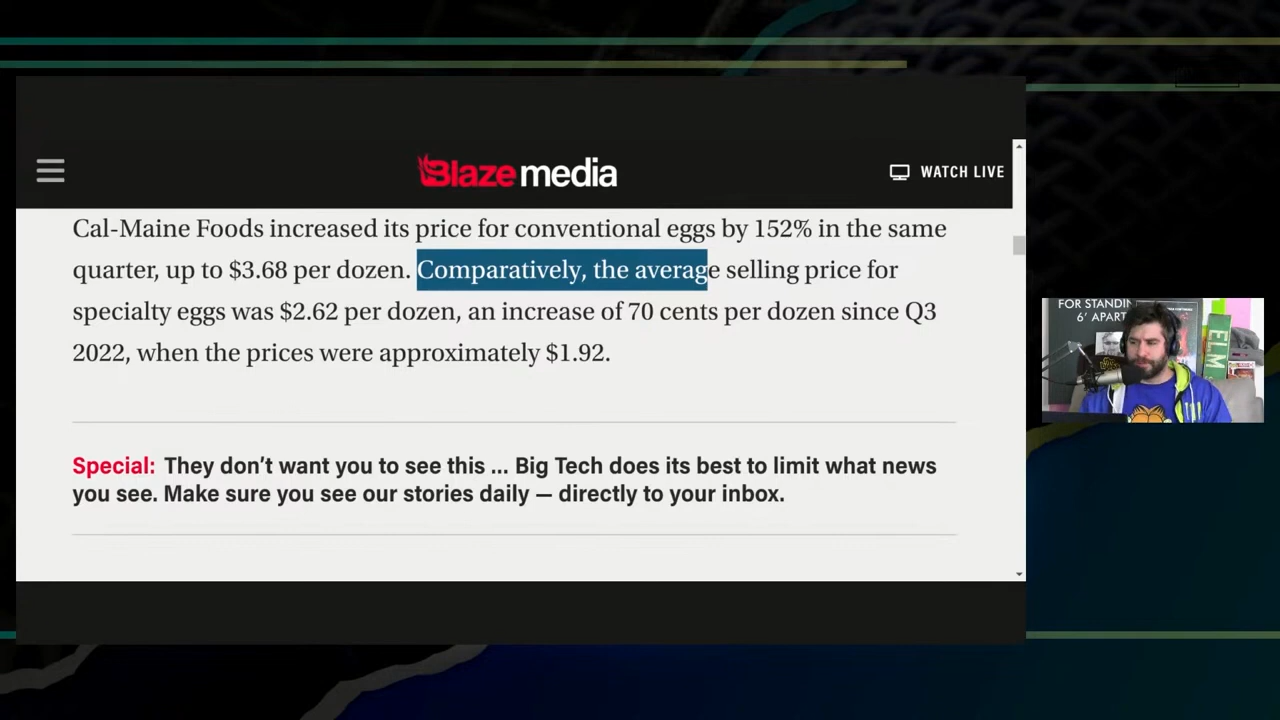 Blaze media
WATCH LIVE
Cal-Maine Foods increased its price for conventional eggs by 152% in the same
quarter, up to $3.68 per dozen. Comparatively, the average selling price for
specialty eggs was $2.62 per dozen, an increase of 70 cents per dozen since Q3
2022, when the prices were approximately $1.92.
Special: They don’t want you to see this ... Big Tech does its best to limit what news
you see. Make sure you see our stories daily — directly to your inbox.
FOR STANDIN
6' APART
ELM